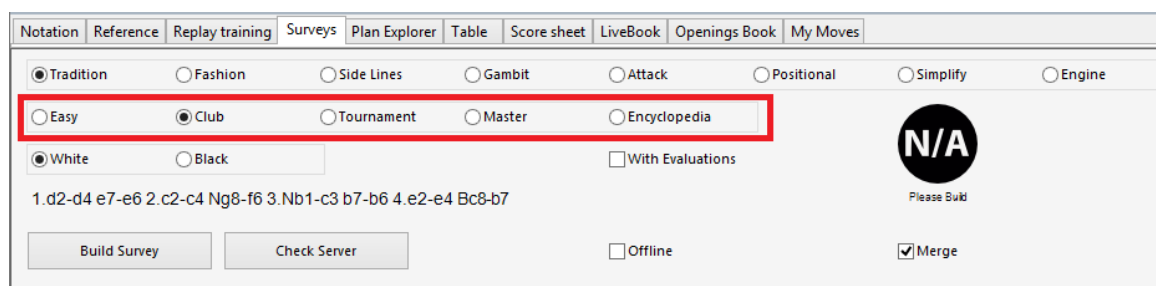 Notation Reference Replay training Surveys Plan Explorer Table Score sheet LiveBook Openings Book My Moves
Tradition Fashion Side Lines Gambit Attack Positional Simplify Engine
Easy Club Tournament Master Encyclopedia
N/A
White Black With Evaluations
1.d2-d4 e7-e6 2.c2-c4 Ng8-f6 3.Nb1-c3 b7-b6 4.e2-e4 Bc8-b7
Please Build
Build Survey Check Server Offline Merge